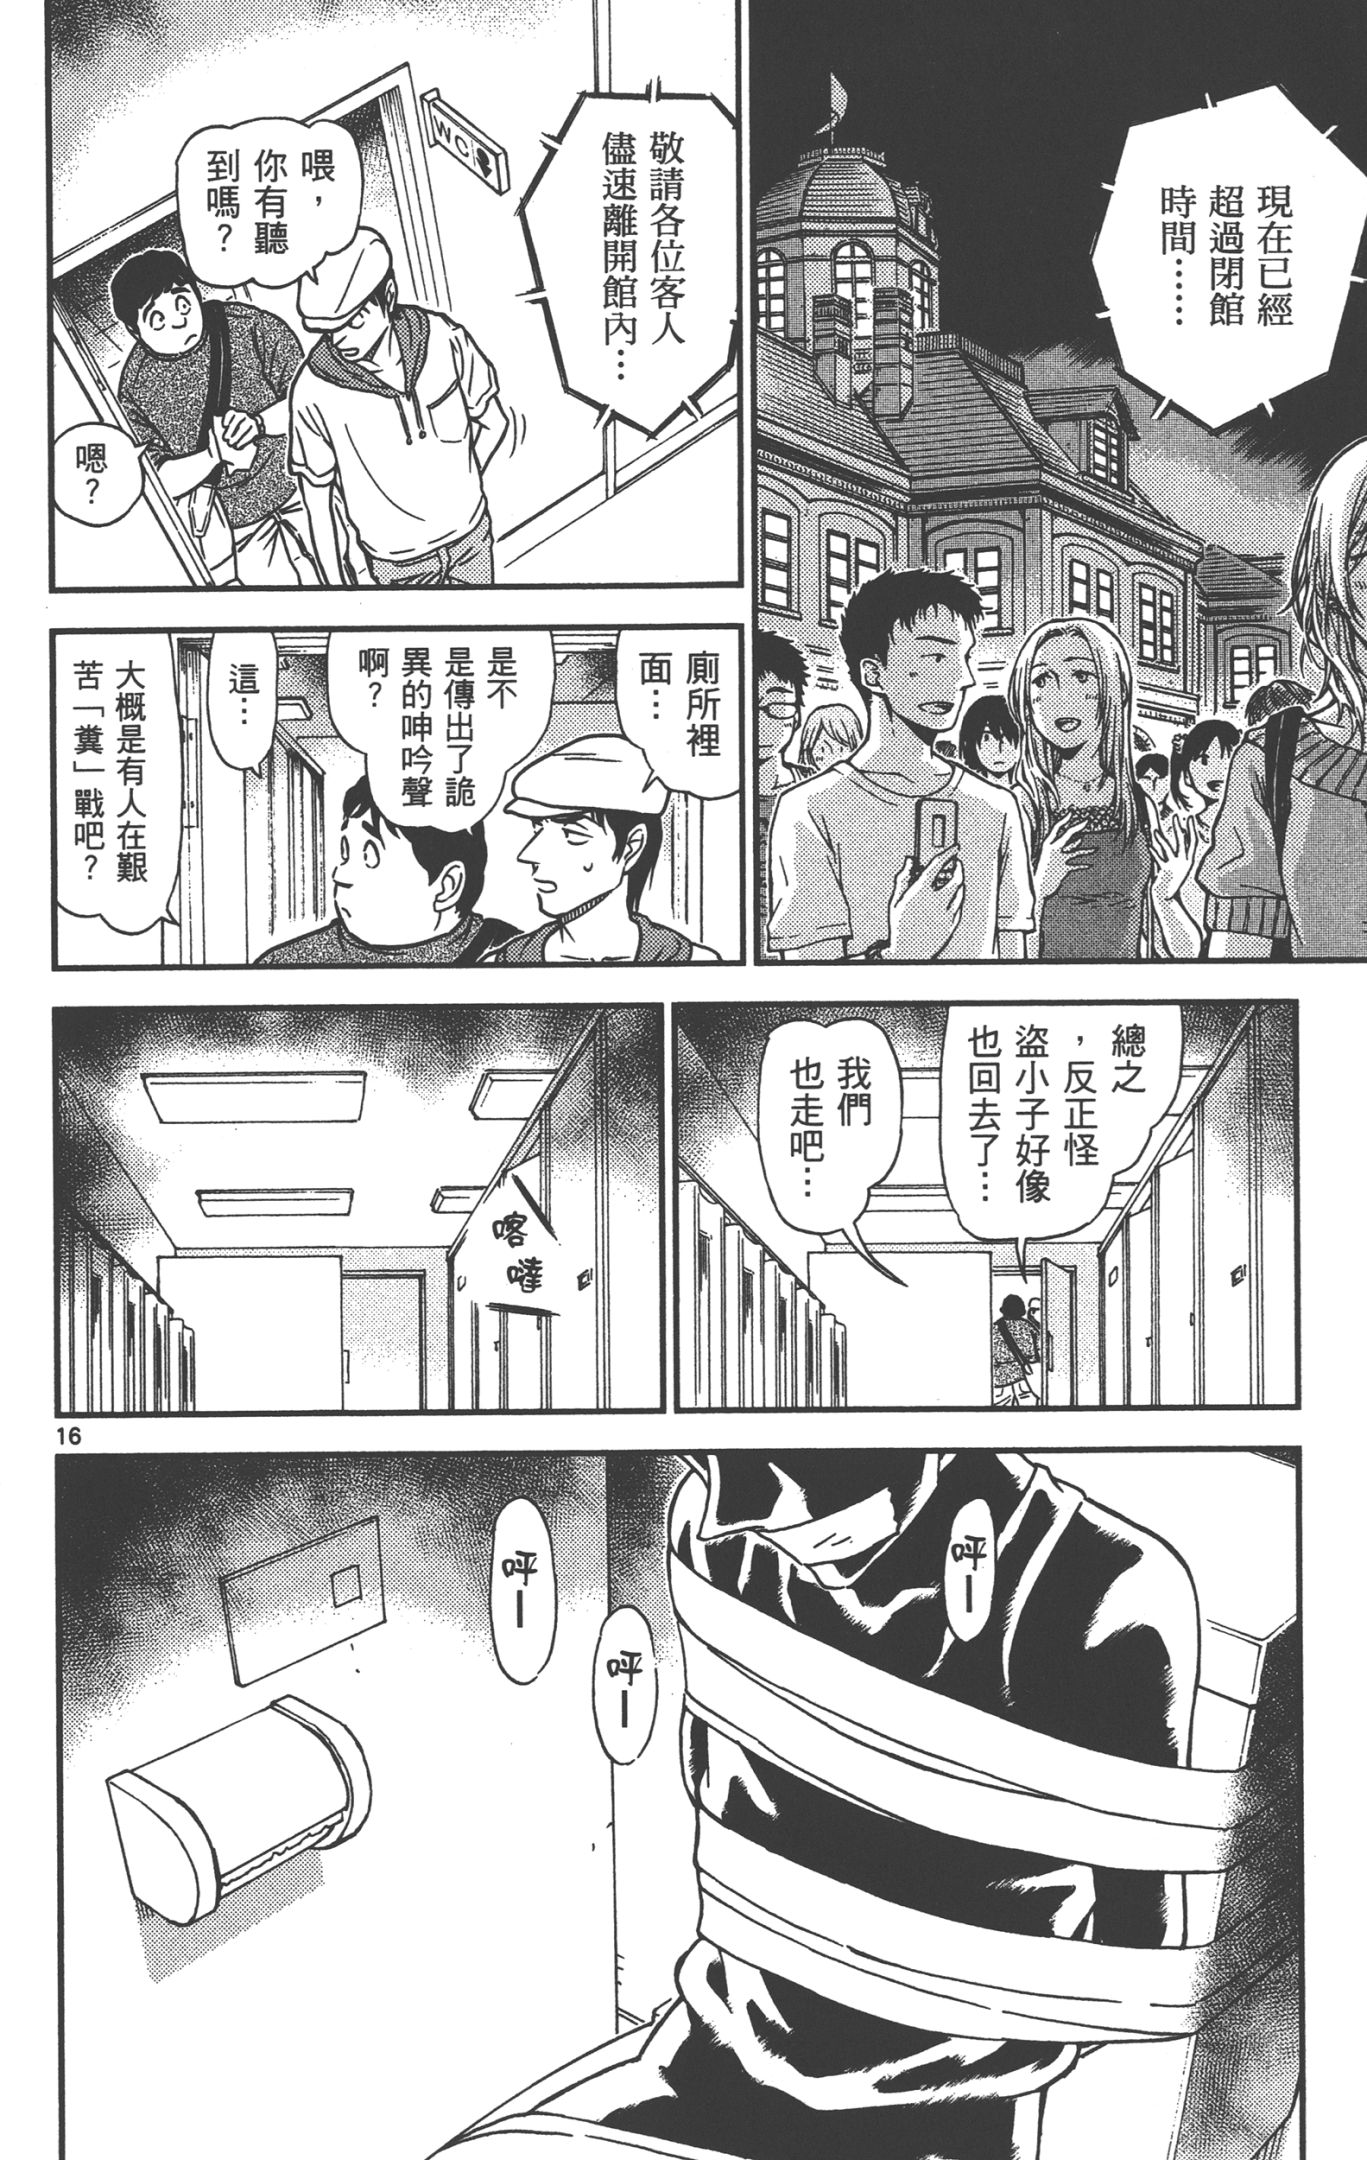 現在已經
超過閉館
時間……
敬請各位客人
儘速離開館內…
WC
喂，
你有聽
到嗎？
嗯？
廁所裡
面…
是不
是傳出了詭
異的呻吟聲
啊？
這…
大概是有人在艱
苦「糞」戰吧？
總之
，反正怪
盜小子好像
也回去了…
我們
也走吧…
喀
噠
16
呼ー
呼ー
呼ー